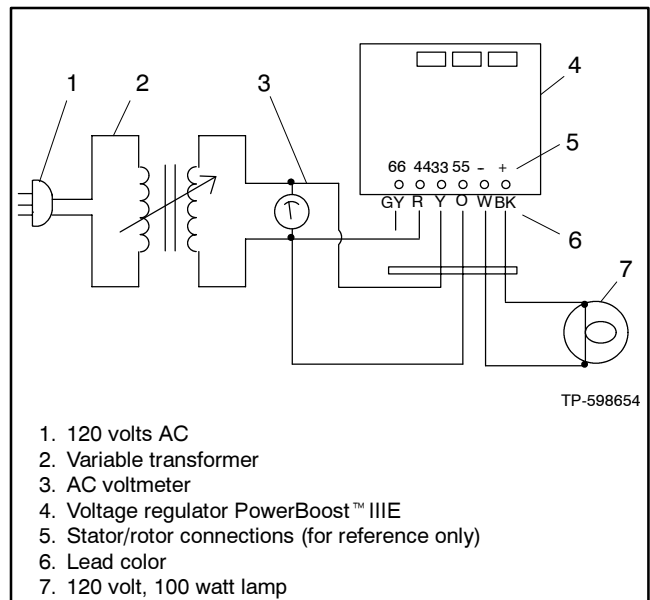 1 2 3 4
5
66 44 33 55 - +
GY R Y O W BK
6
7
TP-598654
1. 120 volts AC
2. Variable transformer
3. AC voltmeter
4. Voltage regulator PowerBoost™ IIIE
5. Stator/rotor connections (for reference only)
6. Lead color
7. 120 volt, 100 watt lamp